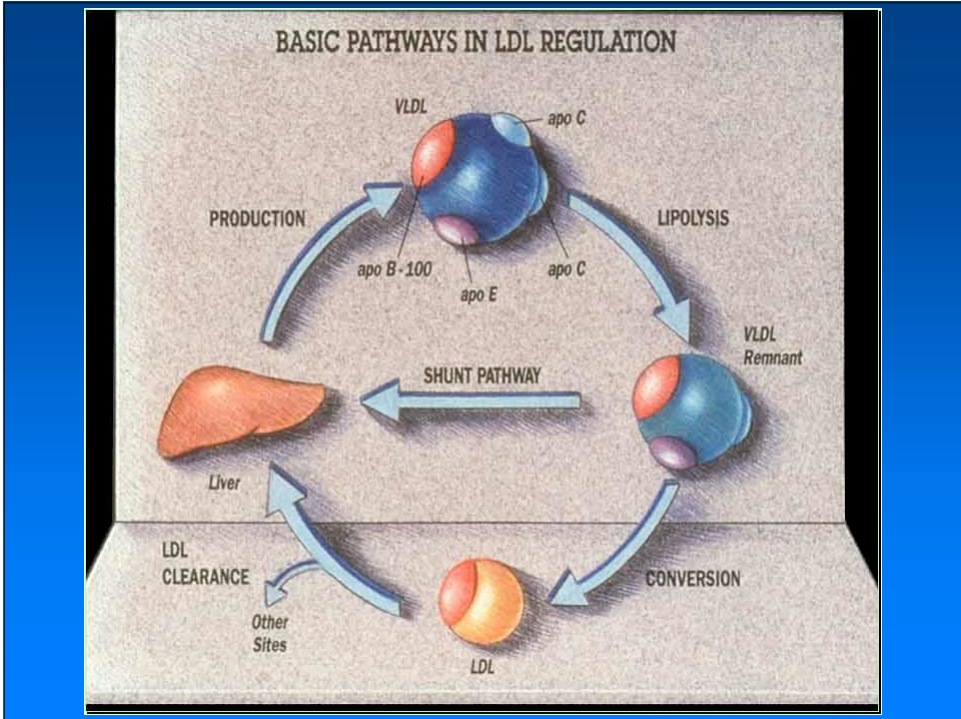 BASIC PATHWAYS IN LDL REGULATION
VLDL
apo C
PRODUCTION
LIPOLYSIS
apo B-100
apo E
apo C
VLDL
Remnant
SHUNT PATHWAY
Liver
LDL
CLEARANCE
CONVERSION
Other
Sites
LDL